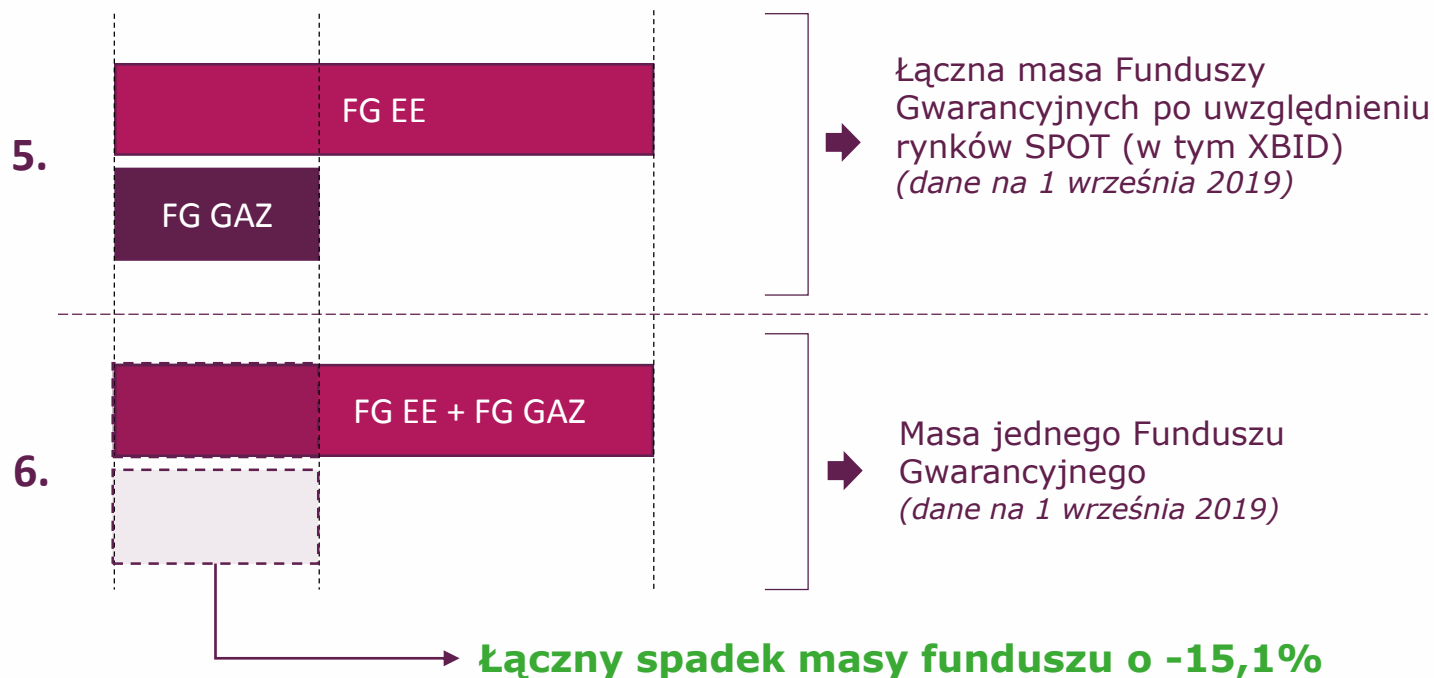 5.
FG EE
FG GAZ
Łączna masa Funduszy
Gwarancyjnych po uwzględnieniu
rynków SPOT (w tym XBID)
(dane na 1 września 2019)
6.
FG EE + FG GAZ
Masa jednego Funduszu
Gwarancyjnego
(dane na 1 września 2019)
Łączny spadek masy funduszu o -15,1%